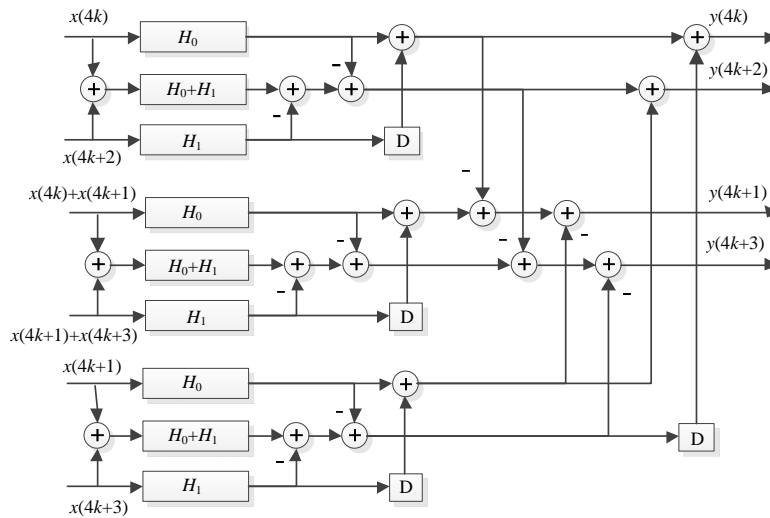 x(4k)
H0
+
+
y(4k)
–
+
H0+H1
+
+
+
y(4k+2)
–
H1
D
x(4k+2)
–
x(4k)+x(4k+1)
y(4k+1)
H0
+
+
+
–
–
+
H0+H1
+
+
+
+
y(4k+3)
–
–
H1
D
x(4k+1)+x(4k+3)
x(4k+1)
H0
+
–
+
H0+H1
+
+
D
–
H1
D
x(4k+3)